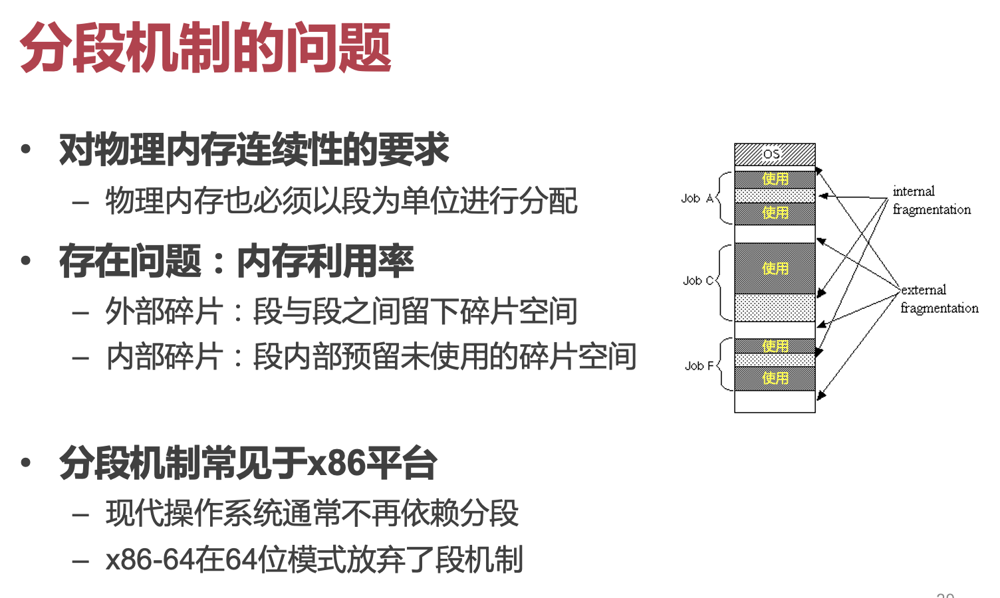 分段机制的问题
• 对物理内存连续性的要求
– 物理内存也必须以段为单位进行分配
• 存在问题：内存利用率
– 外部碎片：段与段之间留下碎片空间
– 内部碎片：段内部预留未使用的碎片空间
• 分段机制常见于x86平台
– 现代操作系统通常不再依赖分段
– x86-64在64位模式放弃了段机制
OS
使用
Job A
使用
使用
Job C
使用
Job F
使用
internal
fragmentation
external
fragmentation